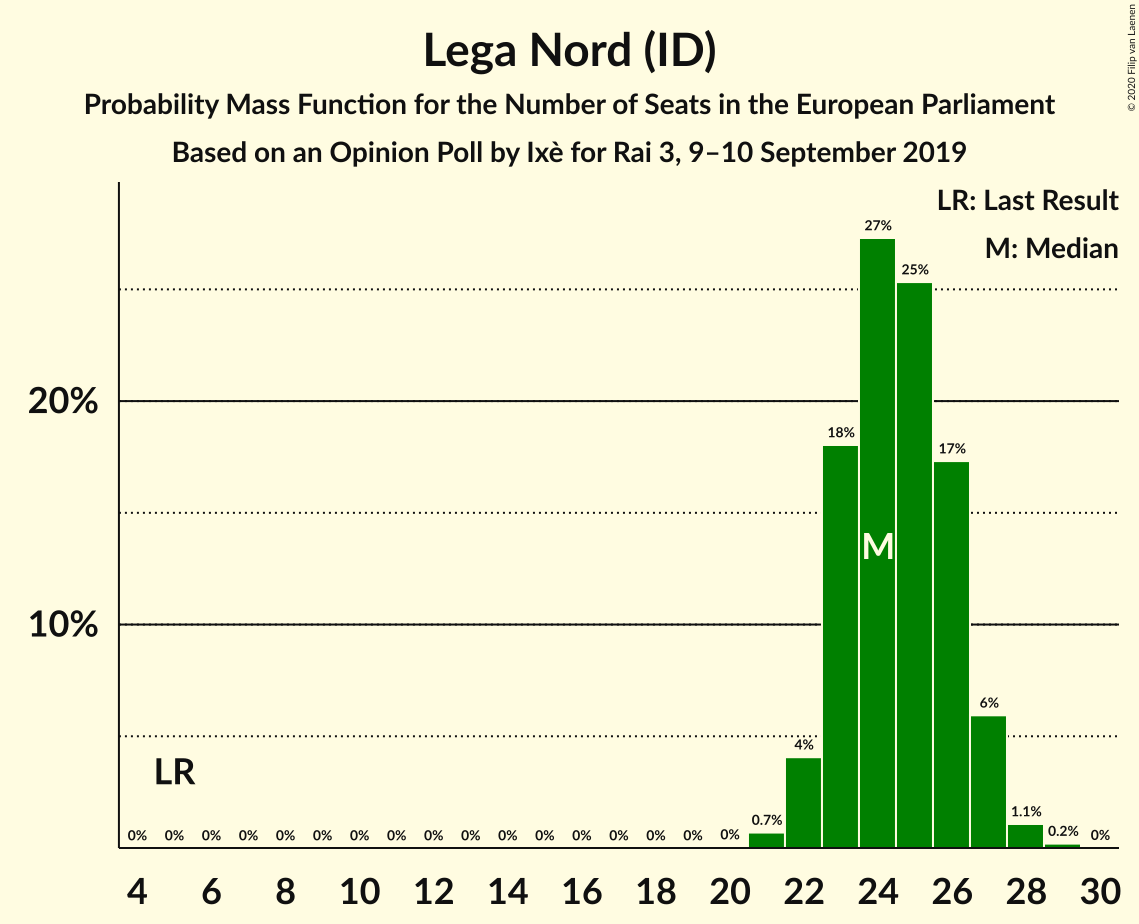 Lega Nord (ID)
Probability Mass Function for the Number of Seats in the European Parliament
Based on an Opinion Poll by Ixè for Rai 3, 9–10 September 2019
© 2020 Filip van Laenen
LR: Last Result
M: Median
27%
25%
20%
18%
17%
M
10%
6%
4%
LR
1.1%
0.7%
0.2%
0% 0% 0% 0% 0% 0% 0% 0% 0% 0% 0% 0% 0% 0% 0% 0% 0% 0%
4 6 8 10 12 14 16 18 20 22 24 26 28 30